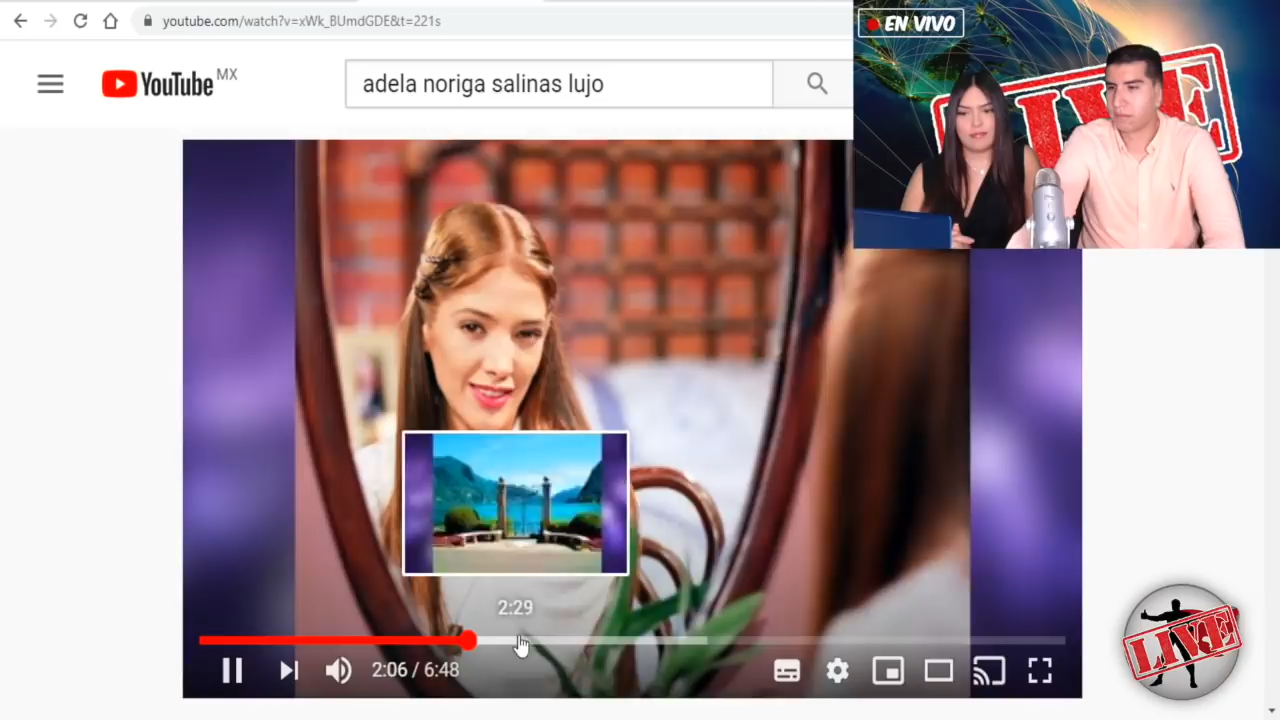 youtube.com/watch?v=xWk_BUmdGDE&t=221s
YouTube MX
adela noriga salinas lujo
EN VIVO
LIVE
2:29
2:06 / 6:48
LIVE